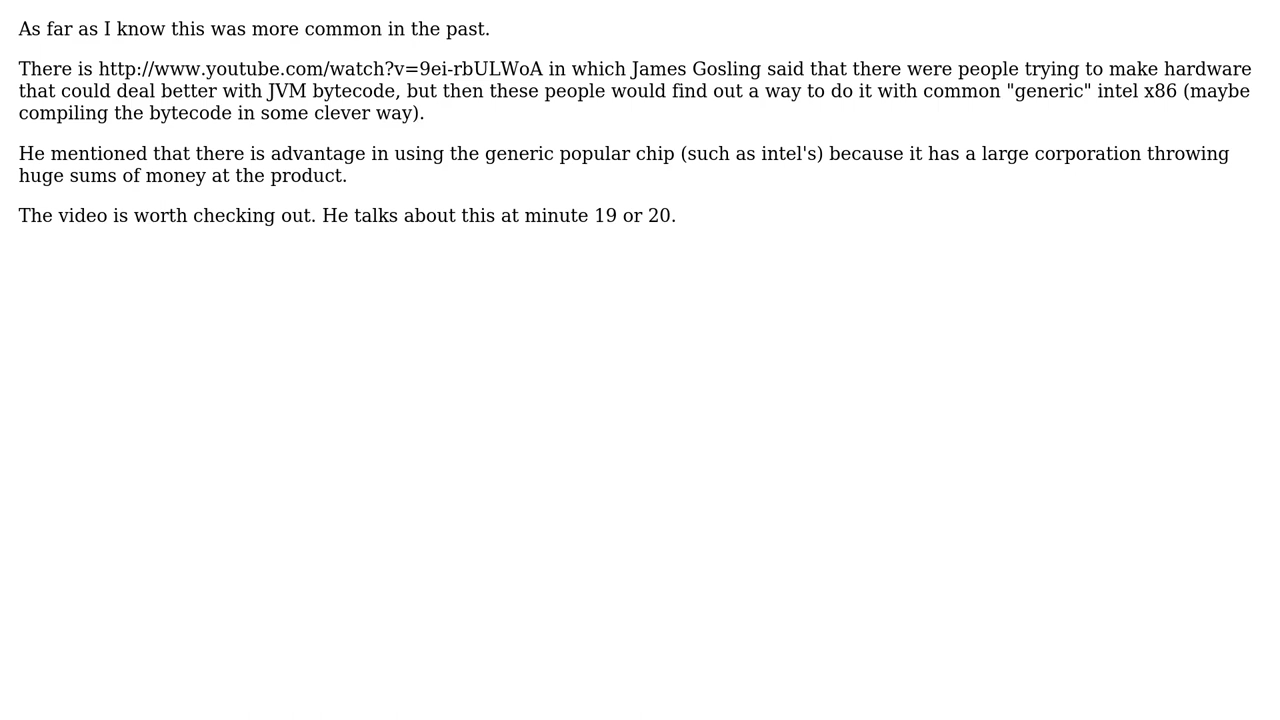 As far as I know this was more common in the past.
There is http://www.youtube.com/watch?v=9ei-rbULWoA in which James Gosling said that there were people trying to make hardware
that could deal better with JVM bytecode, but then these people would find out a way to do it with common "generic" intel x86 (maybe
compiling the bytecode in some clever way).
He mentioned that there is advantage in using the generic popular chip (such as intel's) because it has a large corporation throwing
huge sums of money at the product.
The video is worth checking out. He talks about this at minute 19 or 20.